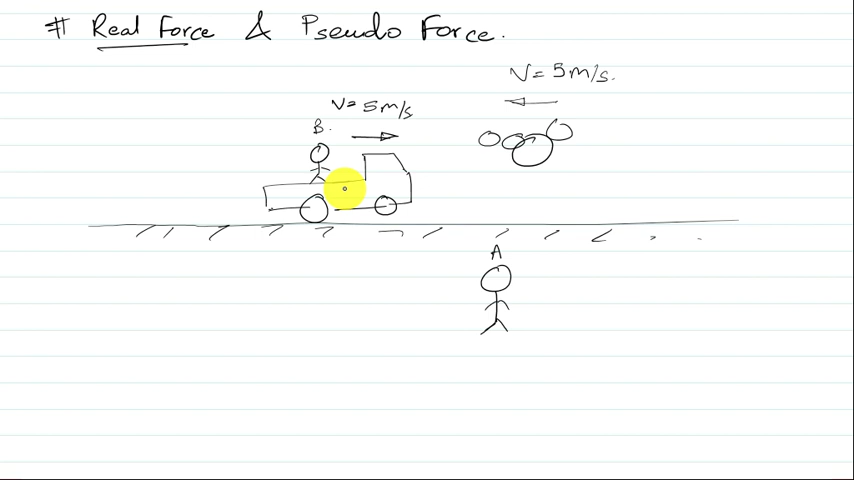 # Real Force & Pseudo Force.
V= 5m/s.
V= 5m/s
B.
A